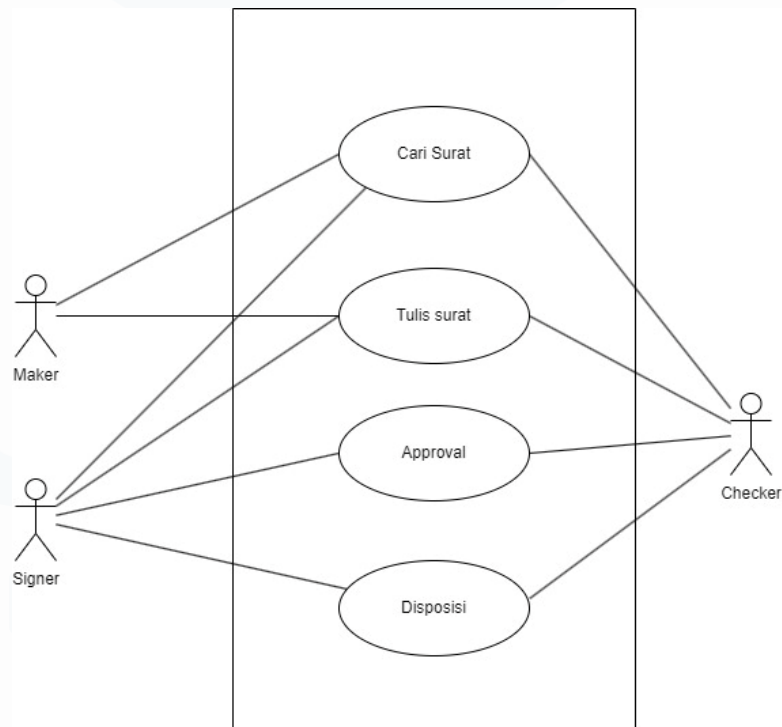 Cari Surat
Tulis surat
Maker
Approval
Checker
Signer
Disposisi